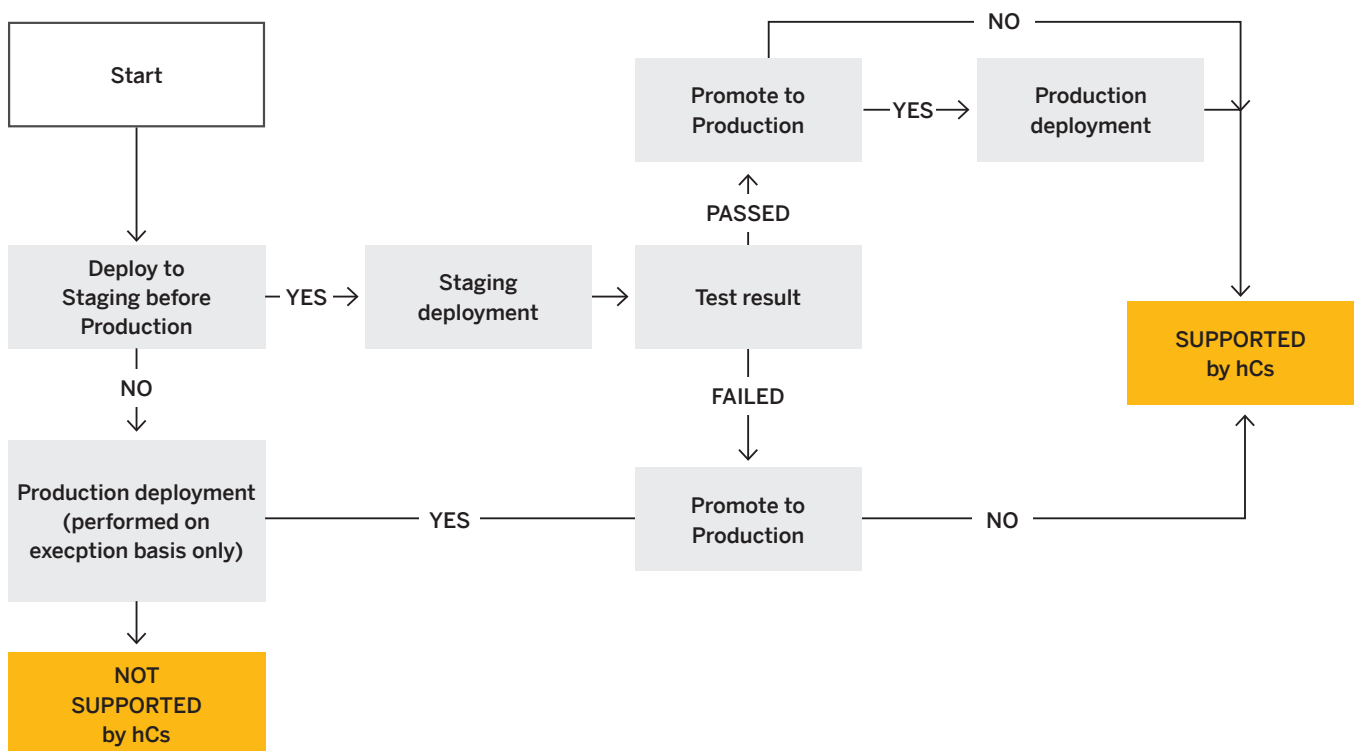 NO
Start
Promote to
Production
YES
Production
deployment
PASSED
Deploy to
Staging before
Production
YES
Staging
deployment
Test result
SUPPORTED
by hCs
NO
FAILED
Production deployment
(performed on
execption basis only)
YES
Promote to
Production
NO
NOT
SUPPORTED
by hCs